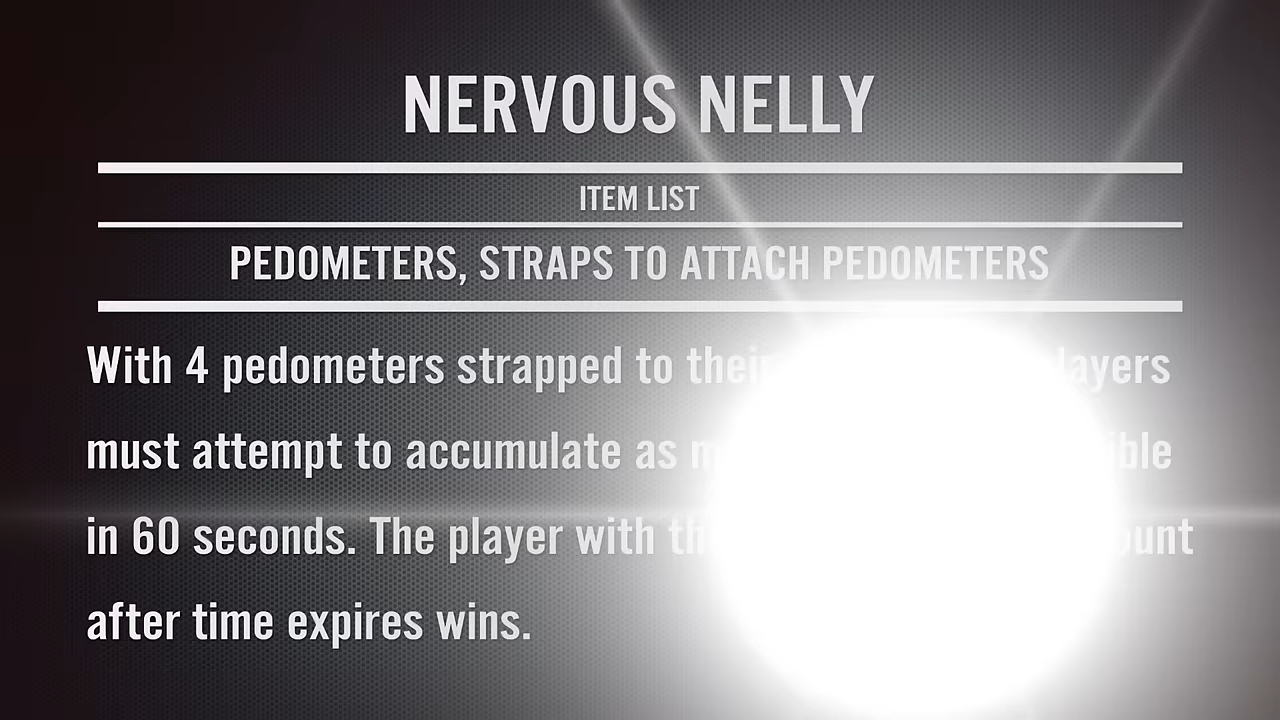 NERVOUS NELLY
ITEM LIST
PEDOMETERS, STRAPS TO ATTACH PEDOMETERS
With 4 pedometers strapped to their
must attempt to accumulate as
in 60 seconds. The player with
after time expires wins.